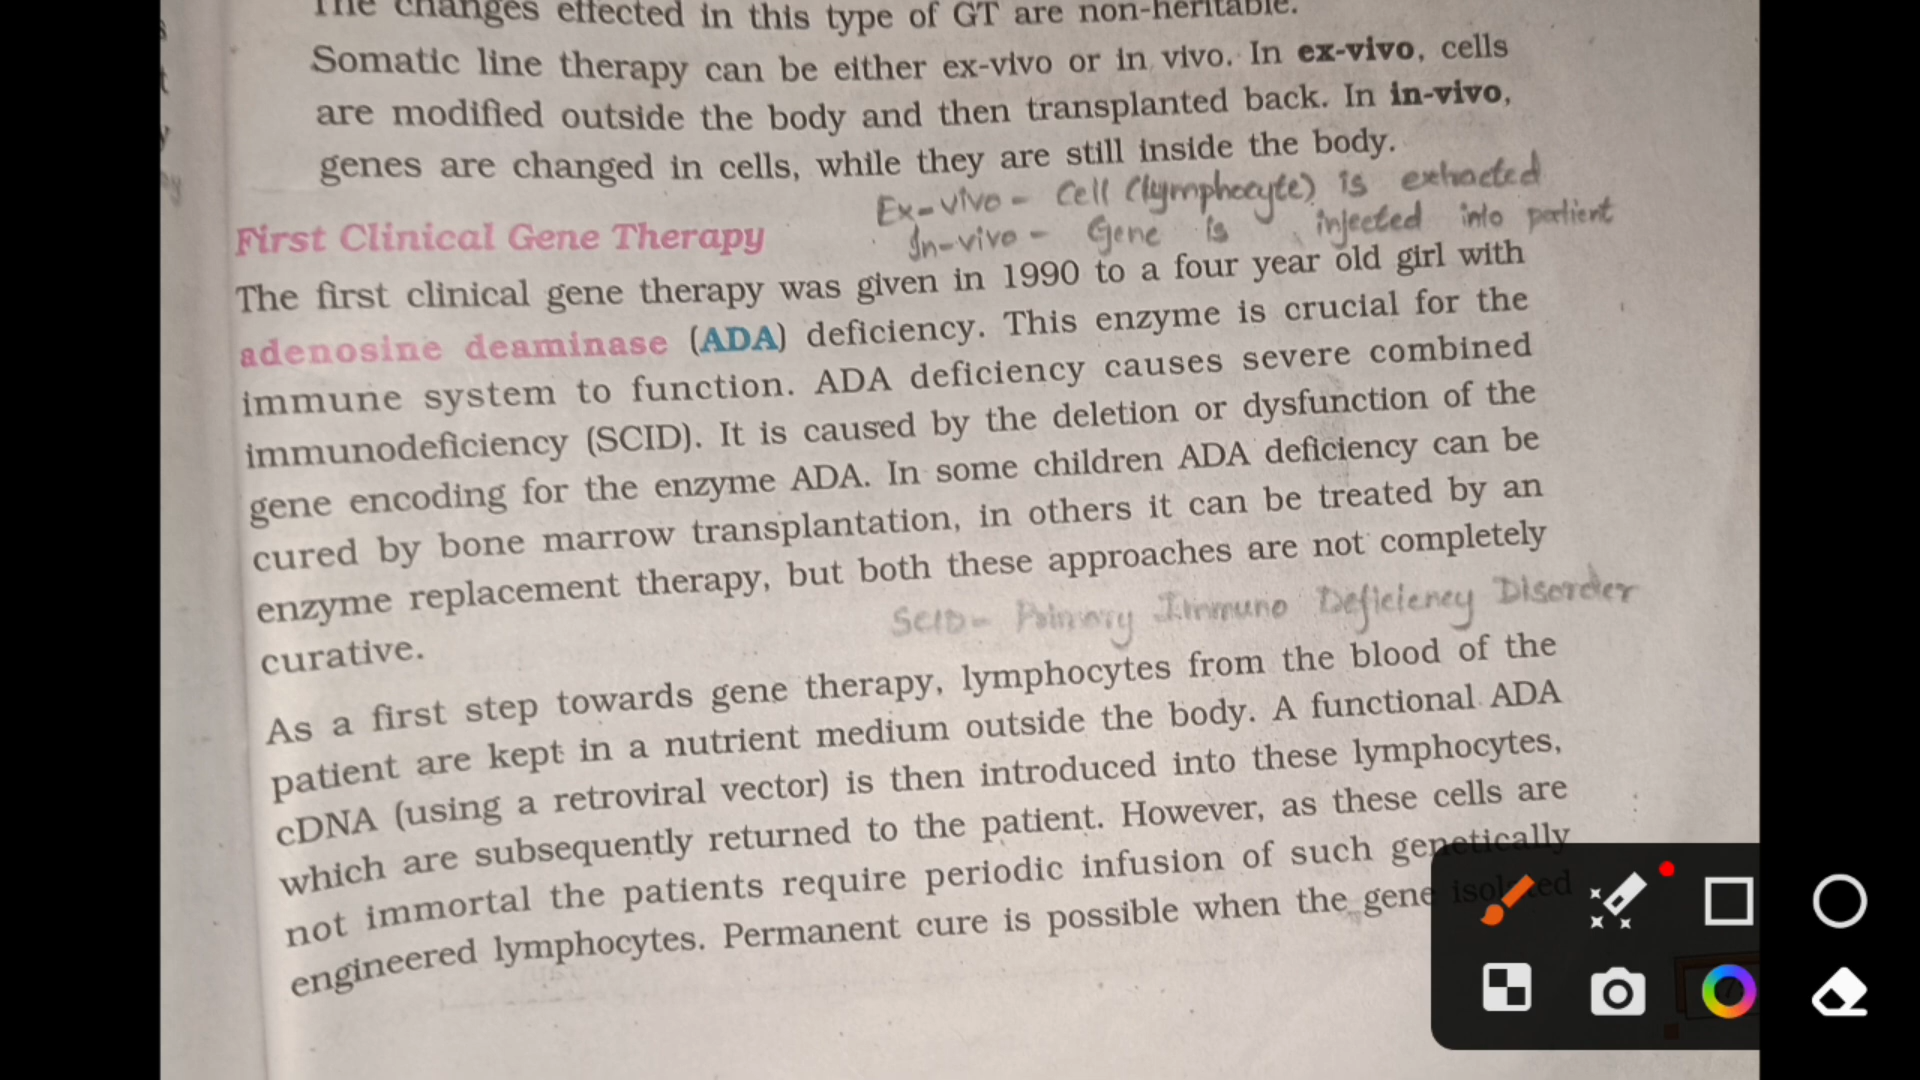 The changes effected in this type of GT are non-heritable.
Somatic line therapy can be either ex-vivo or in vivo. In ex-vivo, cells
are modified outside the body and then transplanted back. In in-vivo,
genes are changed in cells, while they are still inside the body.
Ex-vivo - Cell (lymphocyte) is extracted
In-vivo - Gene is injected into patient
First Clinical Gene Therapy
The first clinical gene therapy was given in 1990 to a four year old girl with
adenosine deaminase (ADA) deficiency. This enzyme is crucial for the
immune system to function. ADA deficiency causes severe combined
immunodeficiency (SCID). It is caused by the deletion or dysfunction of the
gene encoding for the enzyme ADA. In some children ADA deficiency can be
cured by bone marrow transplantation, in others it can be treated by an
enzyme replacement therapy, but both these approaches are not completely
curative.
SCID - Primary Immuno Deficiency Disorder
As a first step towards gene therapy, lymphocytes from the blood of the
patient are kept in a nutrient medium outside the body. A functional ADA
cDNA (using a retroviral vector) is then introduced into these lymphocytes,
which are subsequently returned to the patient. However, as these cells are
not immortal the patients require periodic infusion of such genetically
engineered lymphocytes. Permanent cure is possible when the gene isolated